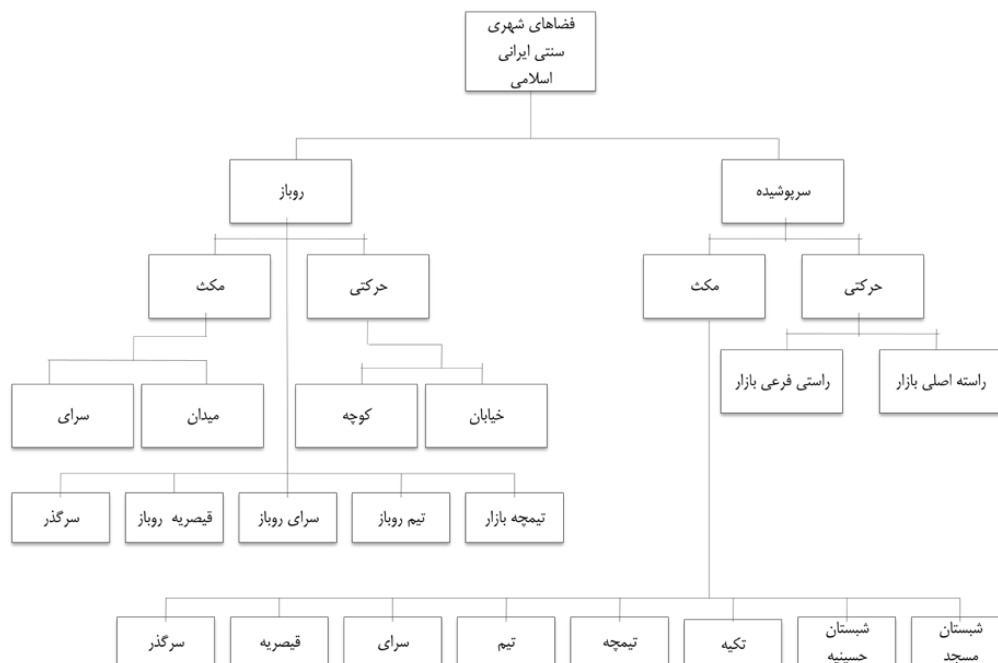 فضاهای شهری
سنتی ایرانی
اسلامی
سرپوشیده
روباز
حرکتی
مکث
حرکتی
مکث
راسته اصلی بازار
راستی فرعی بازار
خیابان
کوچه
میدان
سرای
تیمچه بازار
تیم روباز
سرای روباز
قیصریه روباز
سرگذر
شبستان
مسجد
شبستان
حسینیه
تکیه
تیمچه
تیم
سرای
قیصریه
سرگذر